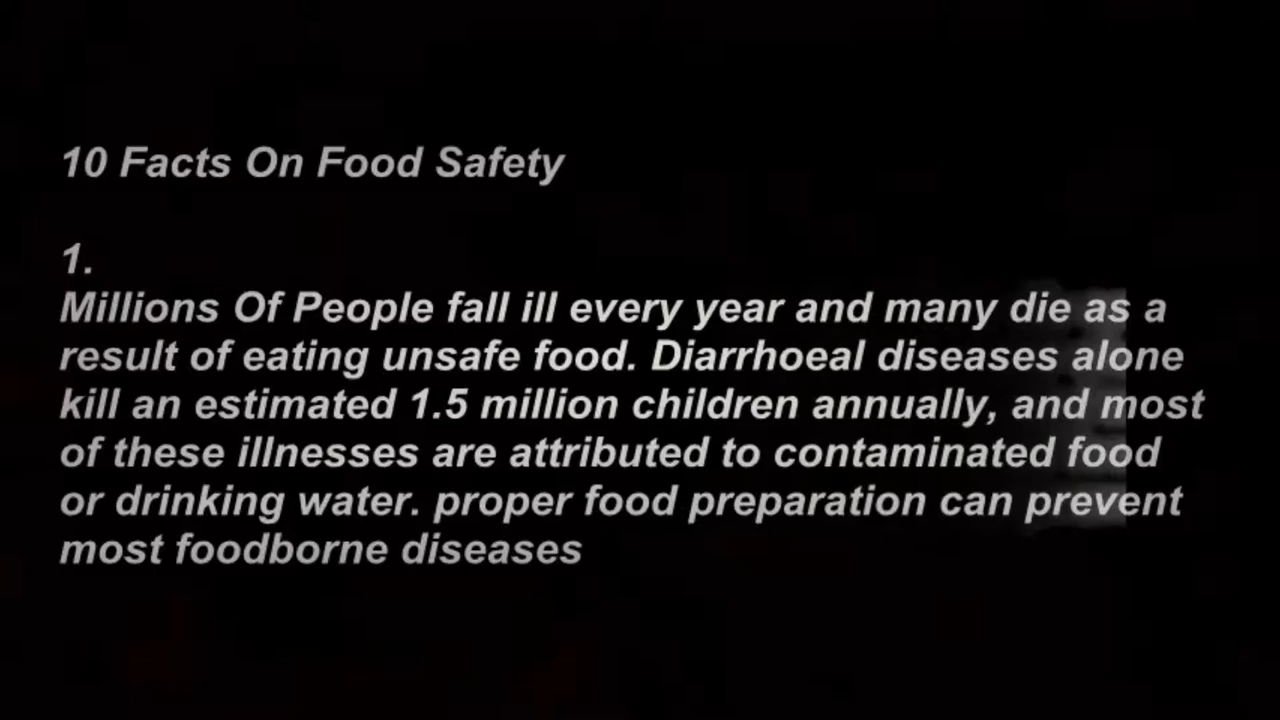 10 Facts On Food Safety
1.
Millions Of People fall ill every year and many die as a
result of eating unsafe food. Diarrhoeal diseases alone
kill an estimated 1.5 million children annually, and most
of these illnesses are attributed to contaminated food
or drinking water. proper food preparation can prevent
most foodborne diseases